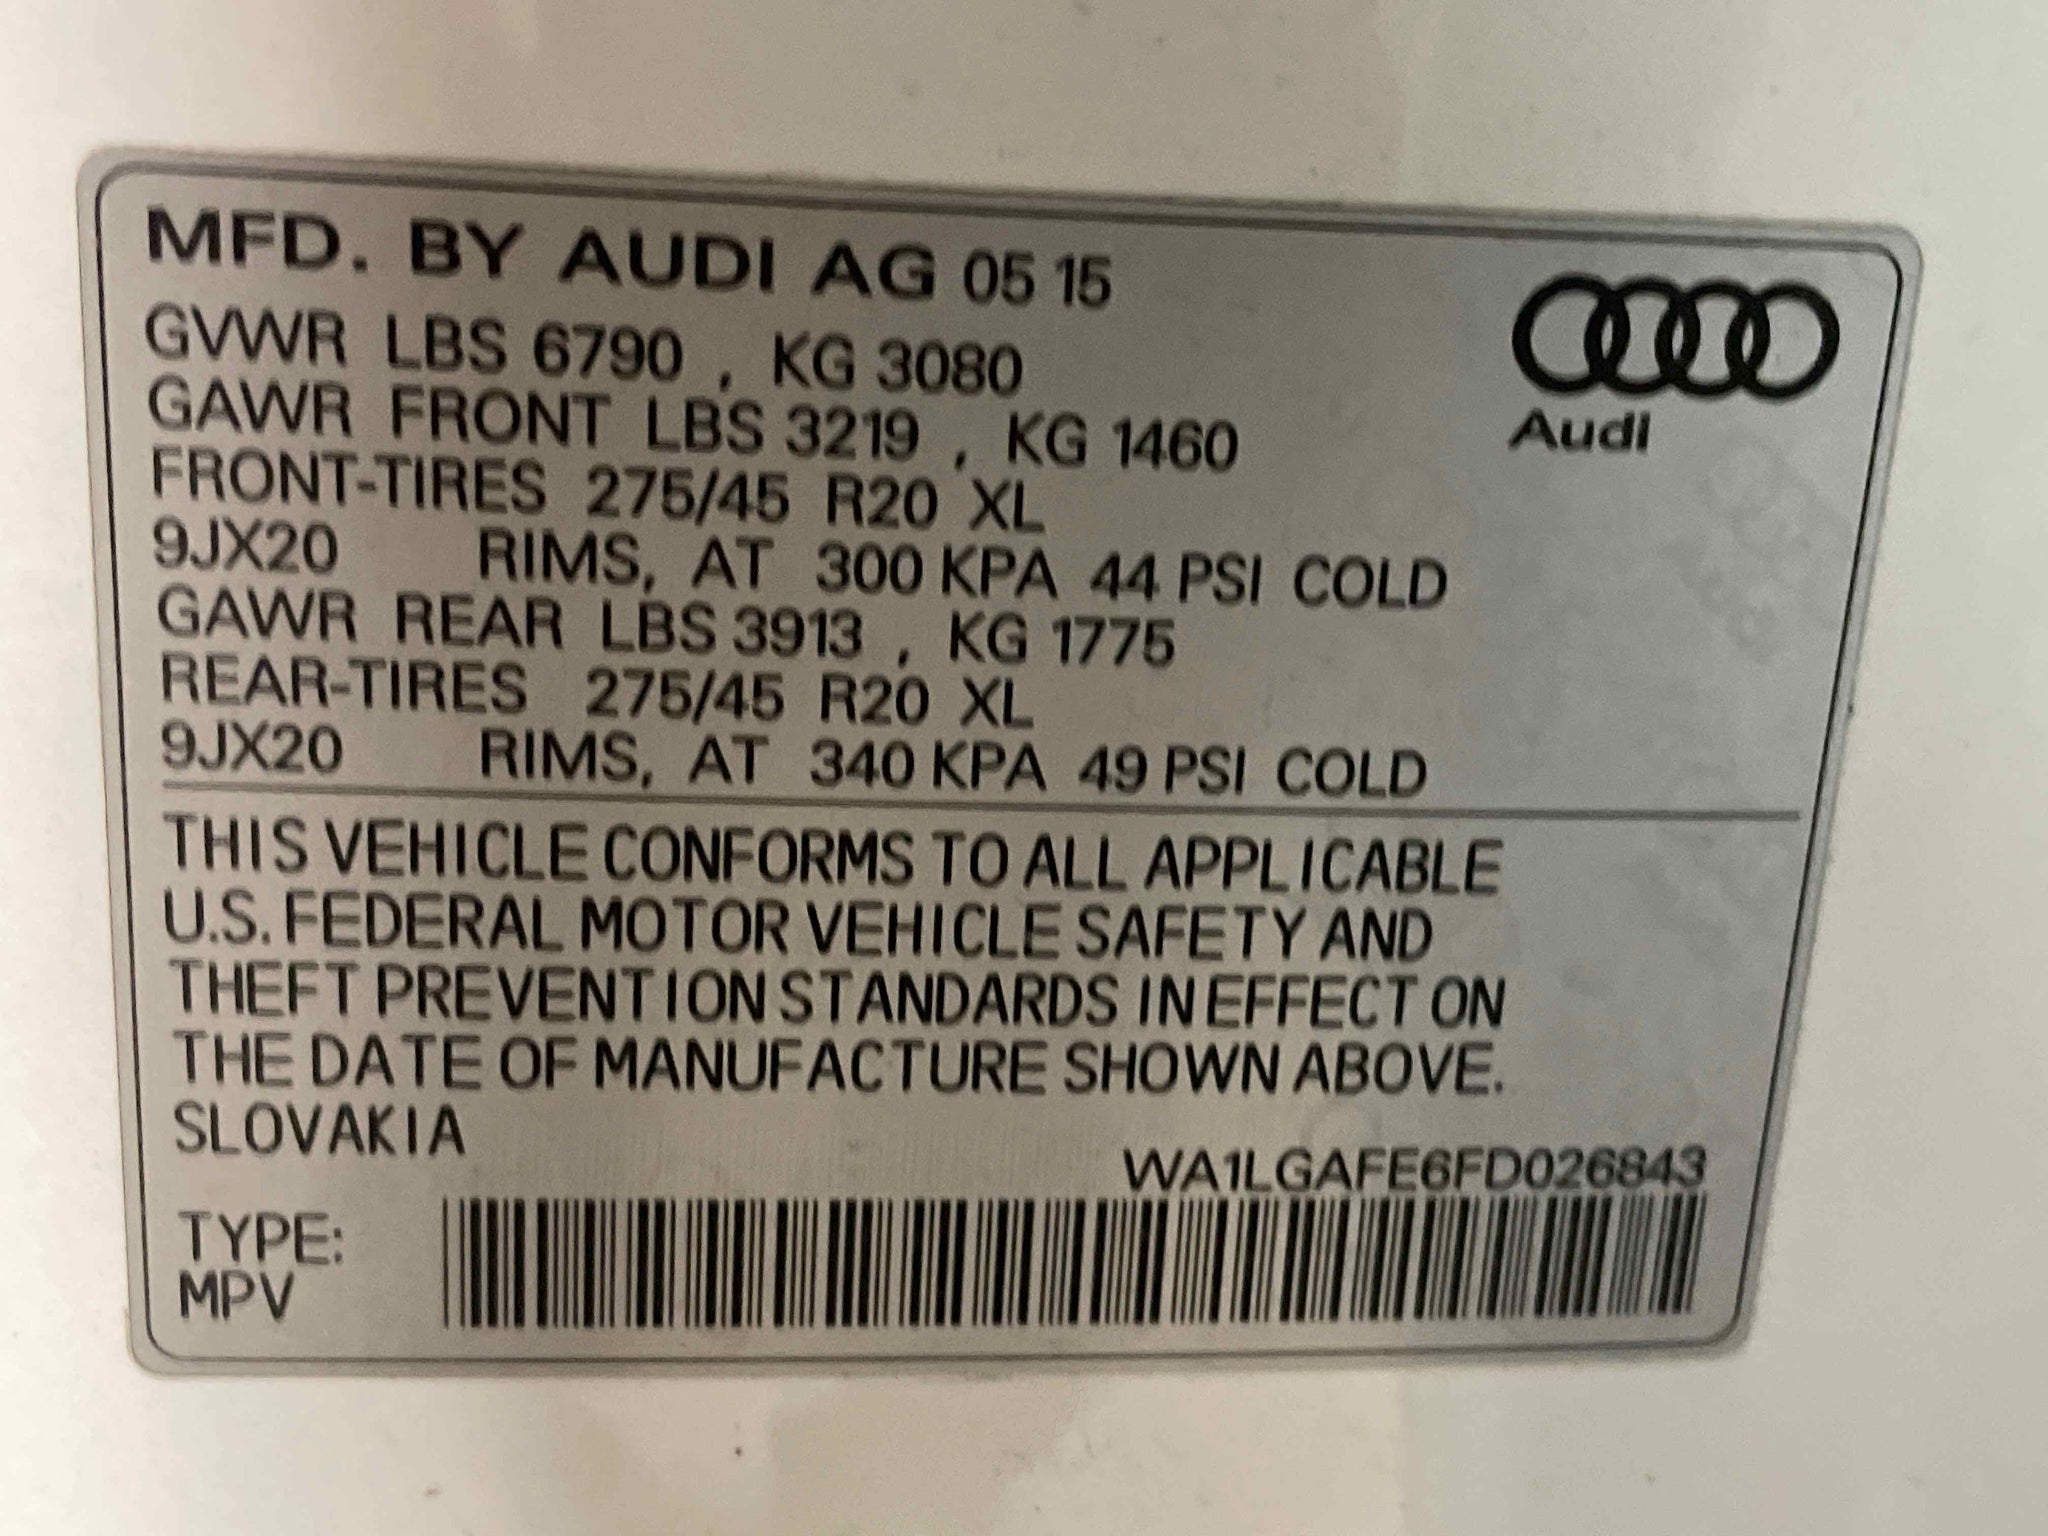 MFD. BY AUDI AG 05 15
GVWR LBS 6790 , KG 3080
GAWR FRONT LBS 3219 , KG 1460
FRONT-TIRES 275/45 R20 XL
9JX20 RIMS, AT 300 KPA 44 PSI COLD
GAWR REAR LBS 3913 , KG 1775
REAR-TIRES 275/45 R20 XL
9JX20 RIMS, AT 340 KPA 49 PSI COLD
Audi
THIS VEHICLE CONFORMS TO ALL APPLICABLE
U.S. FEDERAL MOTOR VEHICLE SAFETY AND
THEFT PREVENTION STANDARDS IN EFFECT ON
THE DATE OF MANUFACTURE SHOWN ABOVE.
SLOVAKIA
WA1LGAFE6FD026843
TYPE:
MPV